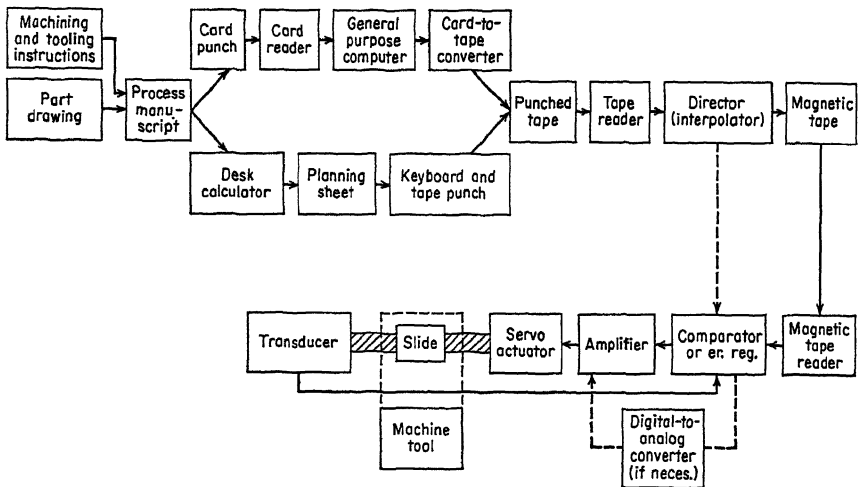 Machining
and tooling
instructions
Part
drawing
Process
manu-
script
Card
punch
Card
reader
General
purpose
computer
Card-to-
tape
converter
Desk
calculator
Planning
sheet
Keyboard and
tape punch
Punched
tape
Tape
reader
Director
(interpolator)
Magnetic
tape
Transducer
Slide
Servo
actuator
Amplifier
Comparator
or er. reg.
Magnetic
tape
reader
Machine
tool
Digital-to-
analog
converter
(if neces.)